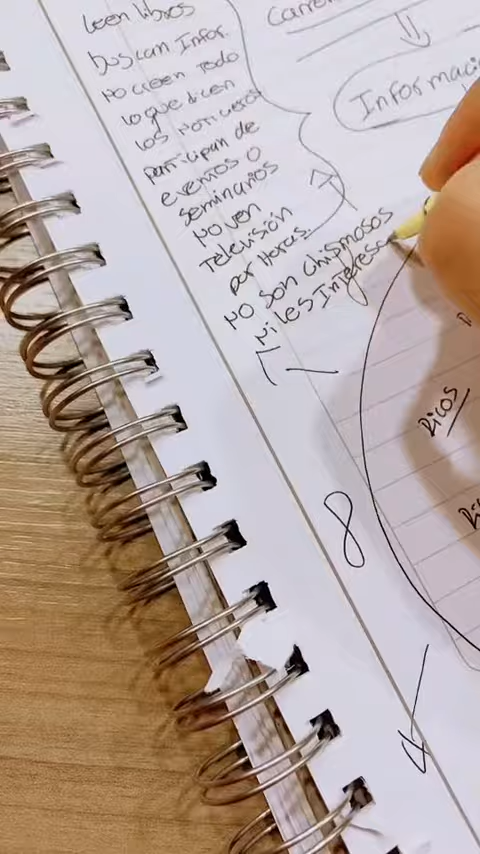 Leen libros
buscan Infor.
No creen Todo
lo que dicen
los noticieros
participan de
eventos o
seminarios
No ven
Televisión
por Horas
No son chismosos
ni les Interesa
Informaci
Ricos
8